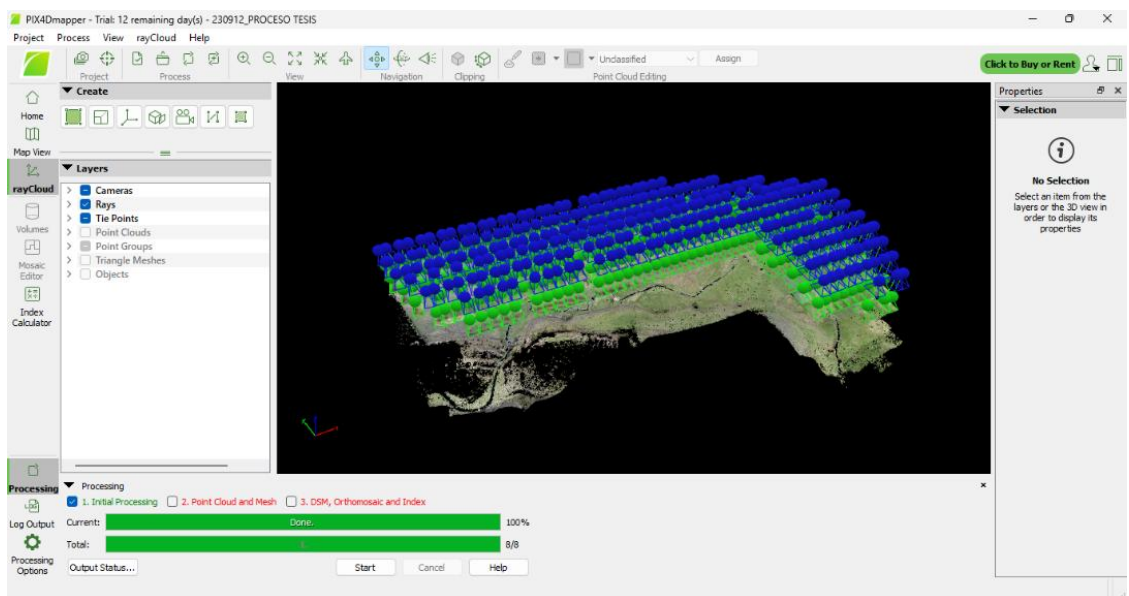 PIX4Dmapper - Trial: 12 remaining day(s) - 230912_PROCESO TESIS
Project Process View rayCloud Help
Project Process View Navigation Clipping Point Cloud Editing
Unclassified Assign
Click to Buy or Rent
Home
Map View
rayCloud
Volumes
Mosaic
Editor
Index
Calculator
Processing
Log Output
Processing
Options
Create
Layers
Cameras
Rays
Tie Points
Point Clouds
Point Groups
Triangle Meshes
Objects
Properties
Selection
No Selection
Select an item from the
layers or the 3D view in
order to display its
properties
Processing
1. Initial Processing 2. Point Cloud and Mesh 3. DSM, Orthomosaic and Index
Current: Done. 100%
Total: 8/8
Output Status... Start Cancel Help